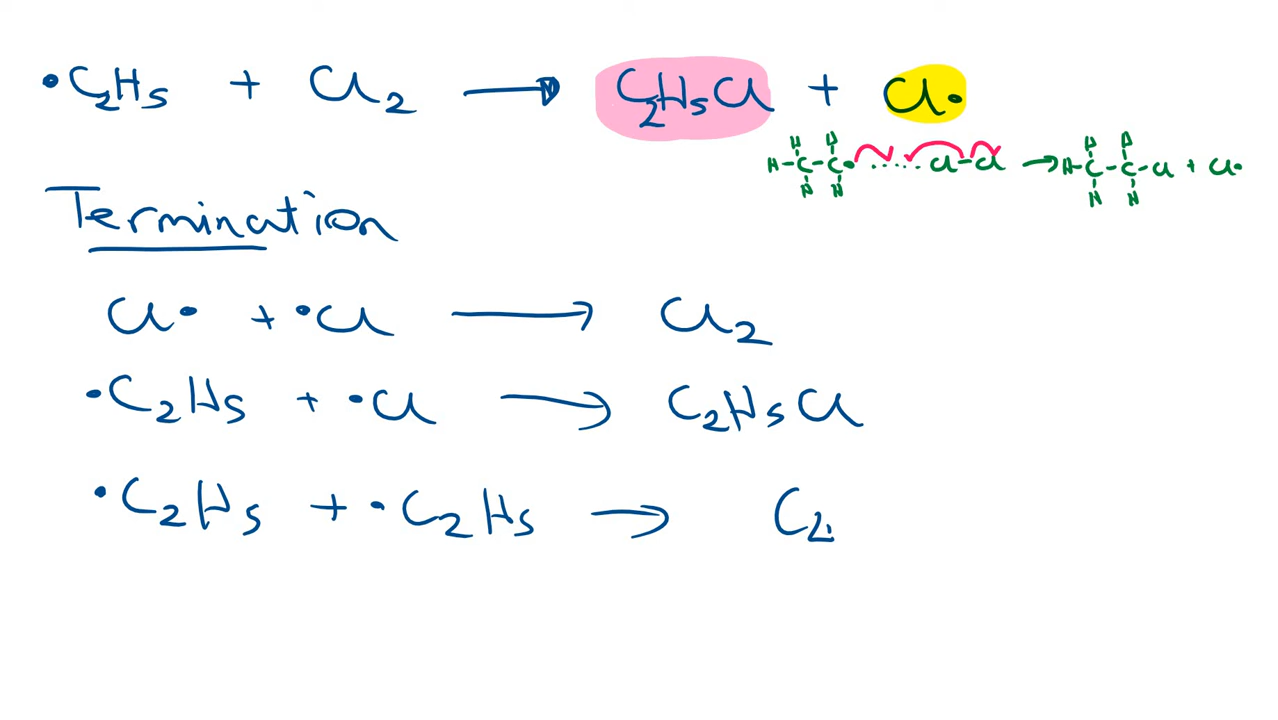 •C₂H₅ + Cl₂ → C₂H₅Cl + Cl•
H H H H
H-C-C• ..... Cl-Cl → H-C-C-Cl + Cl•
H H H H
Termination
Cl• + •Cl → Cl₂
•C₂H₅ + •Cl → C₂H₅Cl
•C₂H₅ + •C₂H₅ → C₂